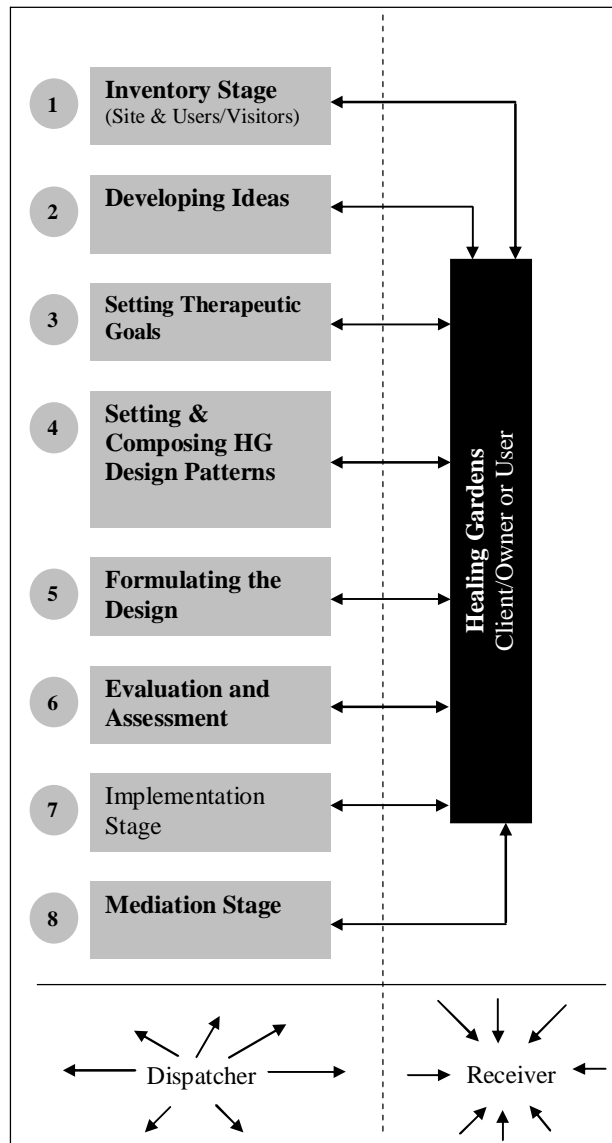 1
Inventory Stage
(Site & Users/Visitors)
2
Developing Ideas
3
Setting Therapeutic
Goals
4
Setting &
Composing HG
Design Patterns
5
Formulating the
Design
6
Evaluation and
Assessment
7
Implementation
Stage
8
Mediation Stage
Healing Gardens
Client/Owner or User
Dispatcher
Receiver